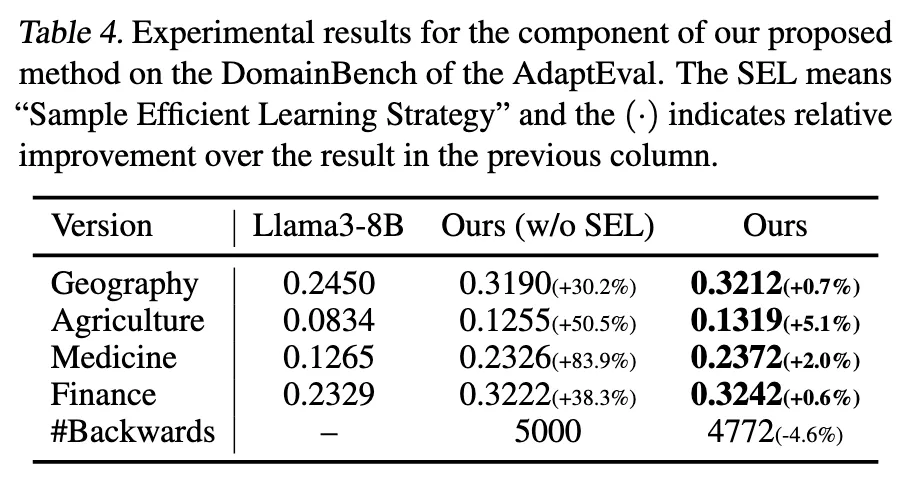 Table 4. Experimental results for the component of our proposed
method on the DomainBench of the AdaptEval. The SEL means
“Sample Efficient Learning Strategy” and the (·) indicates relative
improvement over the result in the previous column.
Version Llama3-8B Ours (w/o SEL) Ours
Geography 0.2450 0.3190(+30.2%) 0.3212(+0.7%)
Agriculture 0.0834 0.1255(+50.5%) 0.1319(+5.1%)
Medicine 0.1265 0.2326(+83.9%) 0.2372(+2.0%)
Finance 0.2329 0.3222(+38.3%) 0.3242(+0.6%)
#Backwards – 5000 4772(-4.6%)